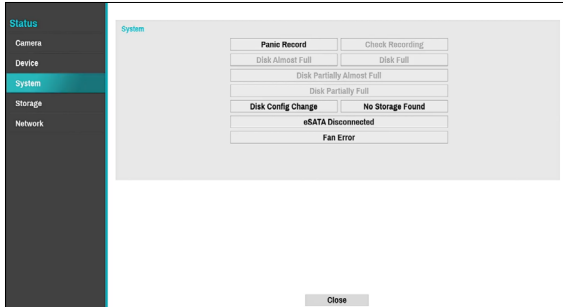 Status
Camera
Device
System
Storage
Network
System
Panic Record Check Recording
Disk Almost Full Disk Full
Disk Partially Almost Full
Disk Partially Full
Disk Config Change No Storage Found
eSATA Disconnected
Fan Error
Close